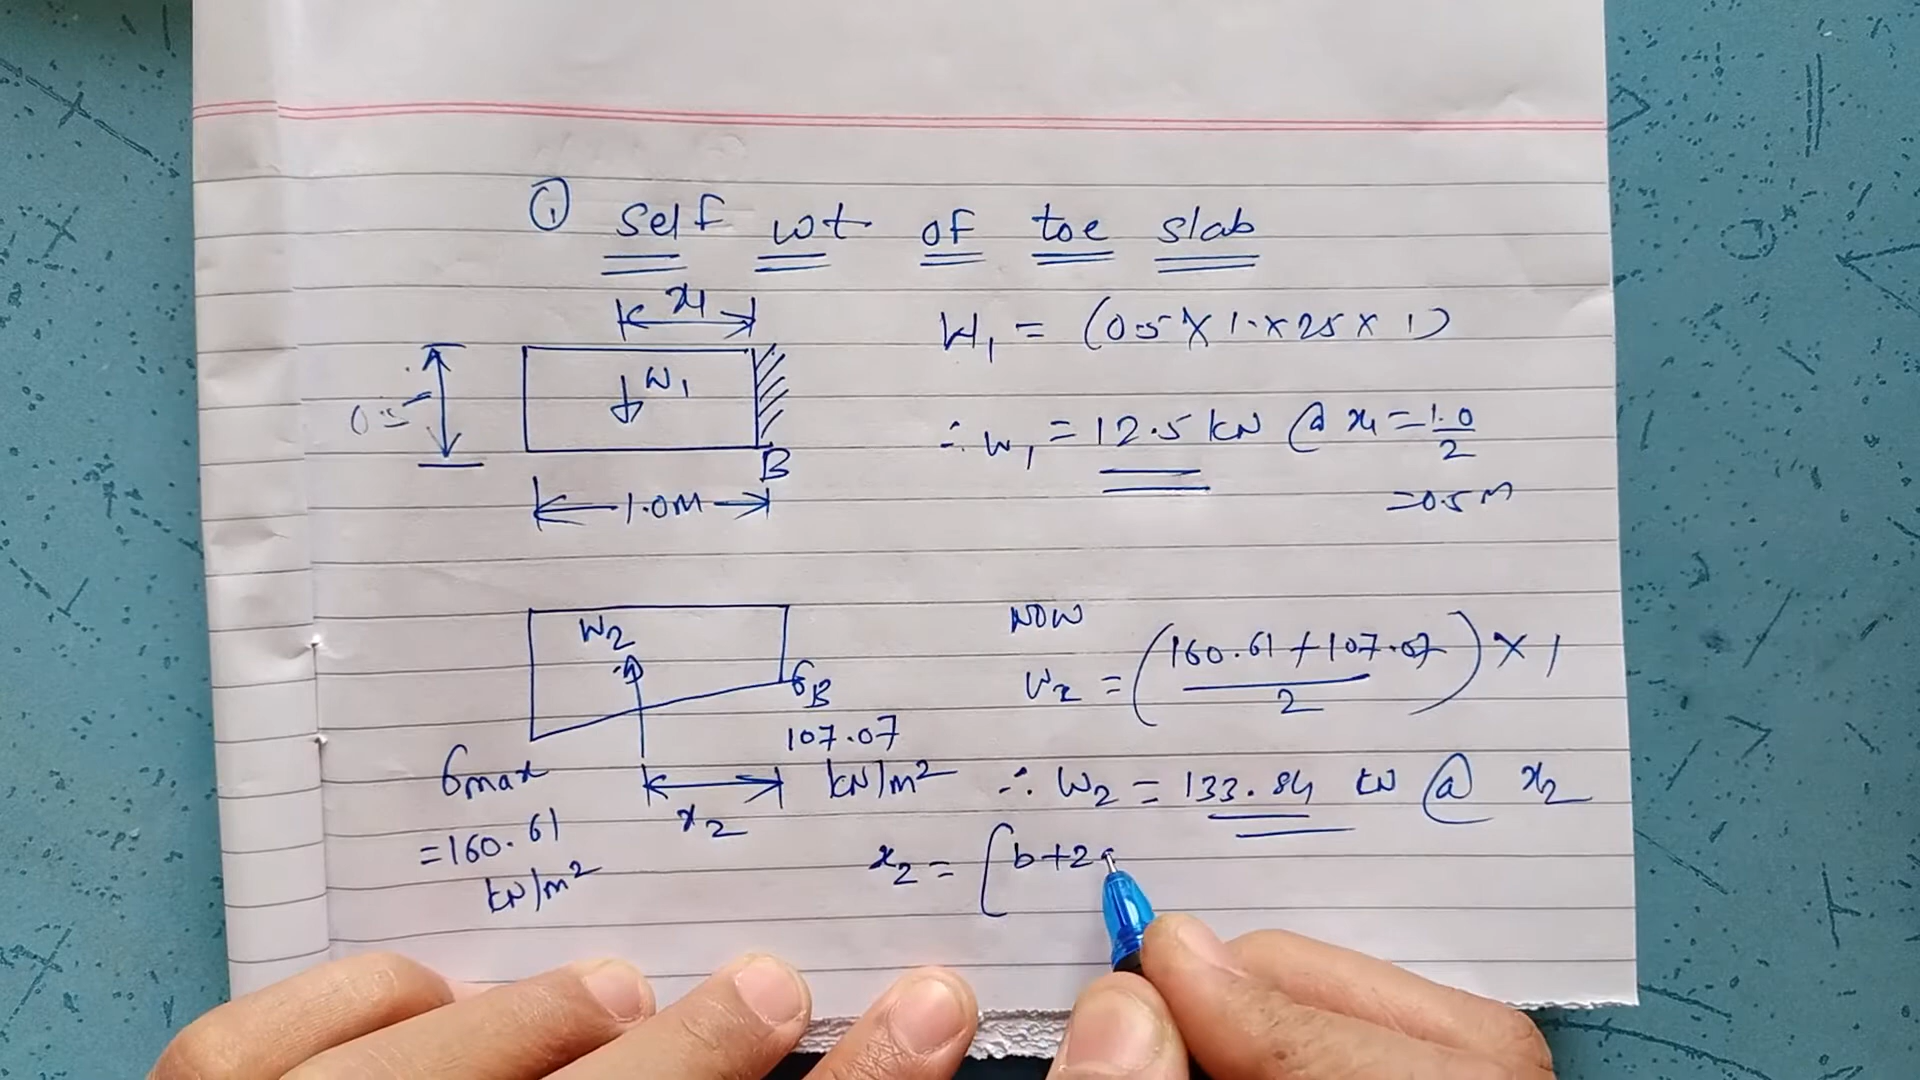 ① self wt of toe slab
x1
W1 = (0.5 × 1. × 25 × 1)
W1
0.5
∴ W1 = 12.5 kN @ x1 = 1.0/2
B
1.0M
= 0.5 M
NOW
W2
W2 = (160.61 + 107.07 / 2) × 1
σB
107.07
kN/m²
σmax
∴ W2 = 133.84 kN @ x2
x2
= 160.61
kN/m²
x2 = (b+2